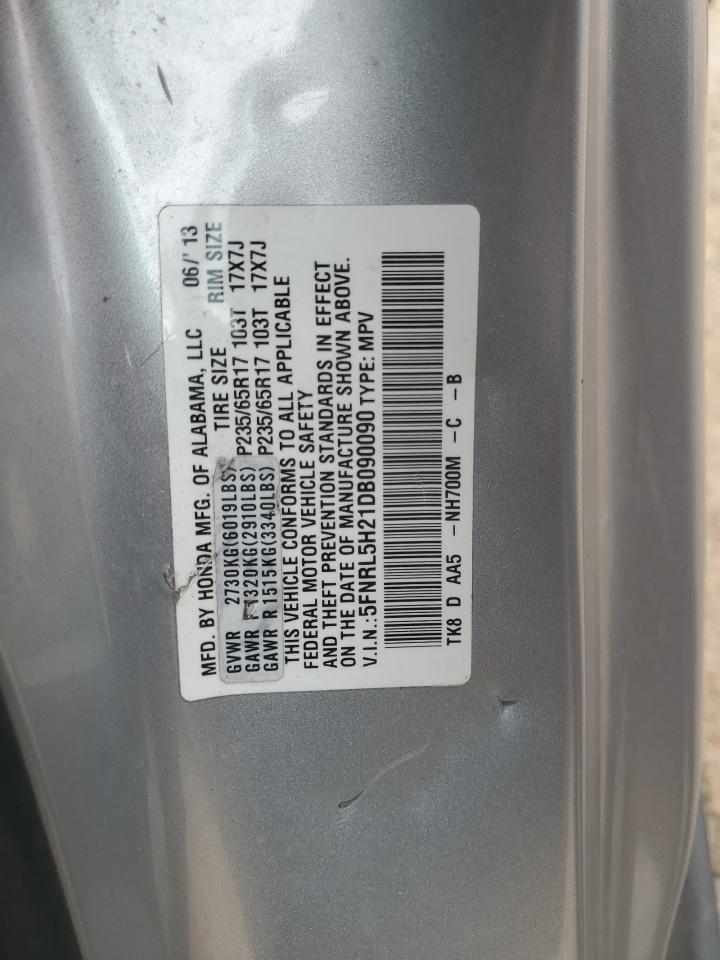 MFD. BY HONDA MFG. OF ALABAMA, LLC 06/'13
TIRE SIZE RIM SIZE
GVWR 2730KG(6019LBS)
GAWR F 1320KG(2910LBS) P235/65R17 103T 17X7J
GAWR R 1515KG(3340LBS) P235/65R17 103T 17X7J
THIS VEHICLE CONFORMS TO ALL APPLICABLE
FEDERAL MOTOR VEHICLE SAFETY
AND THEFT PREVENTION STANDARDS IN EFFECT
ON THE DATE OF MANUFACTURE SHOWN ABOVE.
V.I.N.:5FNRL5H21DB090090 TYPE: MPV
TK8 D AA5 -NH700M -C -B